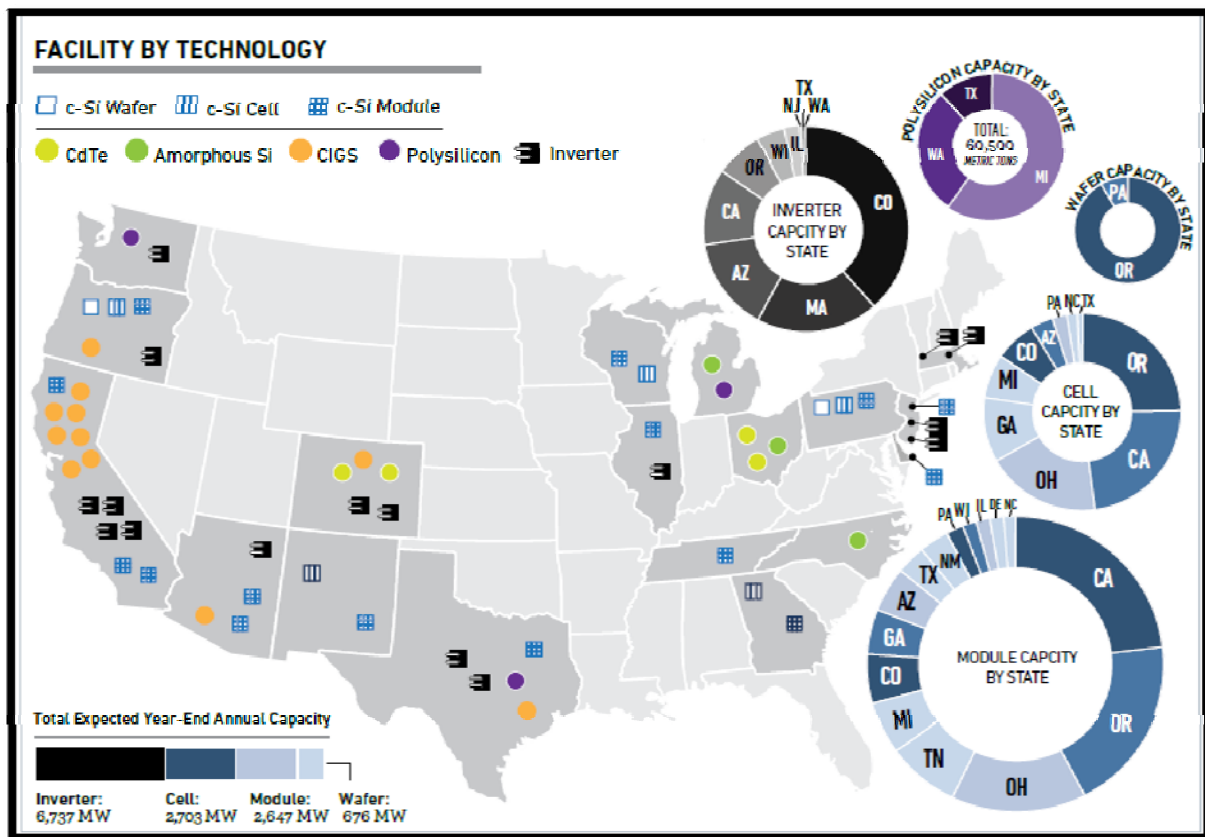 FACILITY BY TECHNOLOGY
c-Si Wafer
c-Si Cell
c-Si Module
CdTe
Amorphous Si
CIGS
Polysilicon
Inverter
TX
NJ, WA
IL
WI
OR
CA
AZ
MA
CO
INVERTER
CAPCITY BY
STATE
POLYSILICON CAPACITY BY STATE
TX
WA
MI
TOTAL:
60,500
METRIC TONS
WAFER CAPACITY BY STATE
PA
OR
PA
NC
TX
AZ
CO
MI
GA
OH
CA
OR
CELL
CAPCITY BY
STATE
PA
WI
IL
DE
NC
NM
TX
AZ
GA
CO
MI
TN
OH
OR
CA
MODULE CAPCITY
BY STATE
Total Expected Year-End Annual Capacity
Inverter:
6,737 MW
Cell:
2,703 MW
Module:
2,647 MW
Wafer:
676 MW